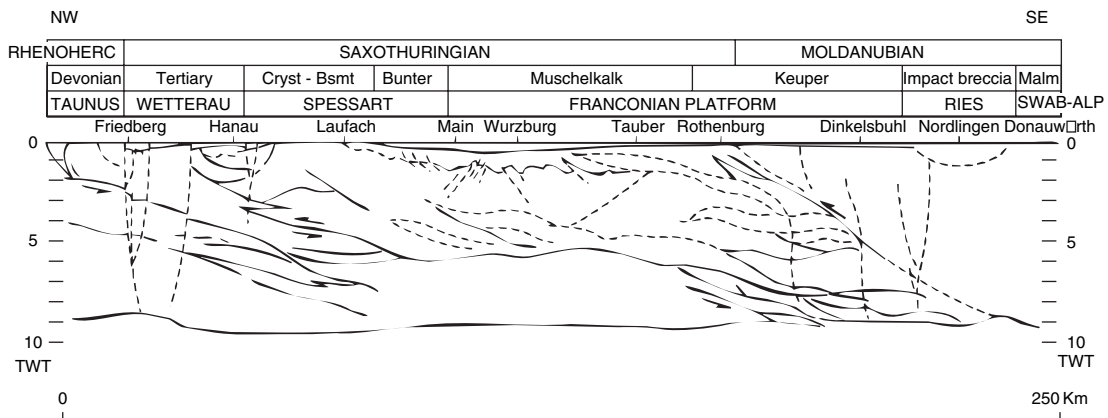 NW SE
RHENOHERC SAXOTHURINGIAN MOLDANUBIAN
Devonian Tertiary Cryst - Bsmt Bunter Muschelkalk Keuper Impact breccia Malm
TAUNUS WETTERAU SPESSART FRANCONIAN PLATFORM RIES SWAB-ALP
Friedberg Hanau Laufach Main Wurzburg Tauber Rothenburg Dinkelsbuhl Nordlingen Donauw□rth
0 0
5 5
10 10
TWT TWT
0 250 Km